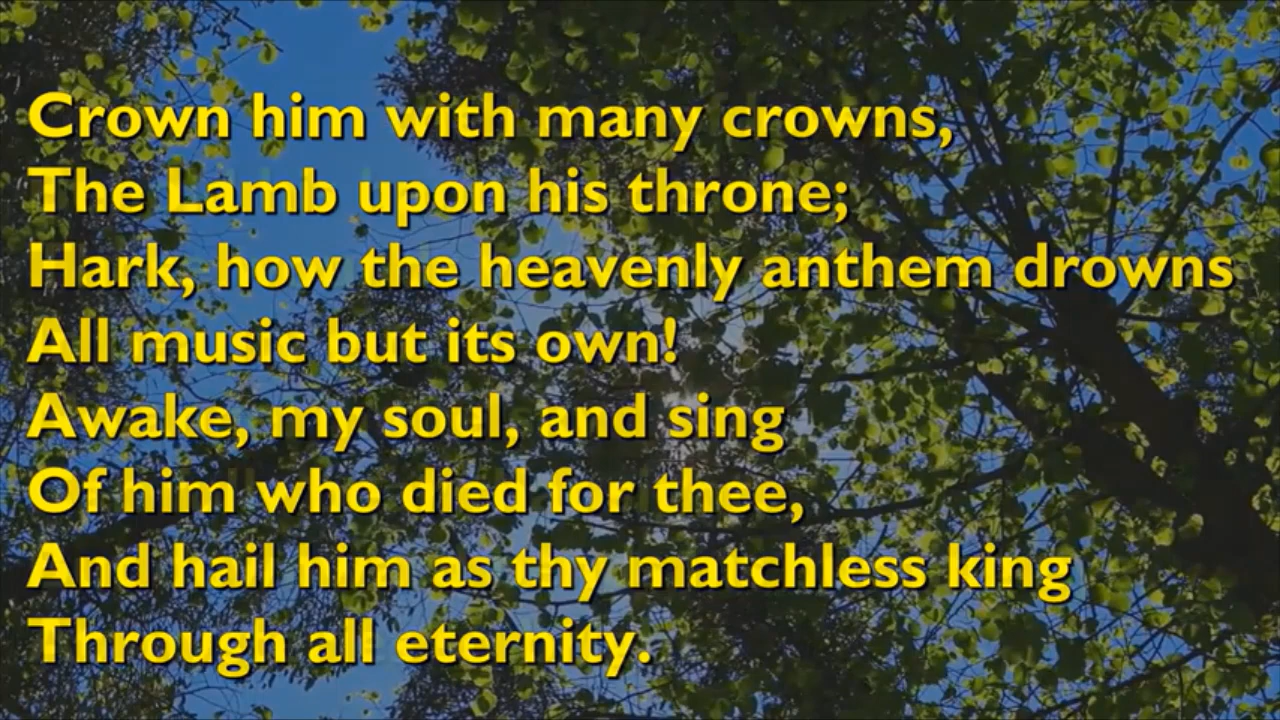 Crown him with many crowns,
The Lamb upon his throne;
Hark, how the heavenly anthem drowns
All music but its own!
Awake, my soul, and sing
Of him who died for thee,
And hail him as thy matchless king
Through all eternity.